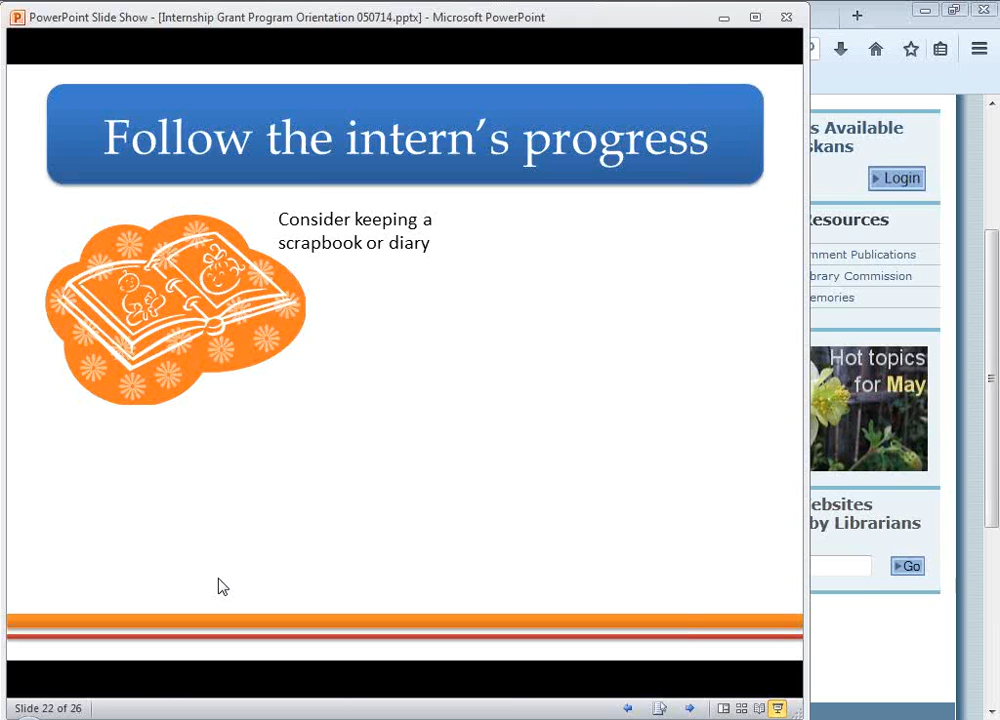 PowerPoint Slide Show - [Internship Grant Program Orientation 050714.pptx] - Microsoft PowerPoint
Follow the intern's progress
Consider keeping a
scrapbook or diary
Slide 22 of 26
s Available
skans
Login
Resources
nment Publications
brary Commission
emories
Hot topics
for May
ebsites
by Librarians
Go